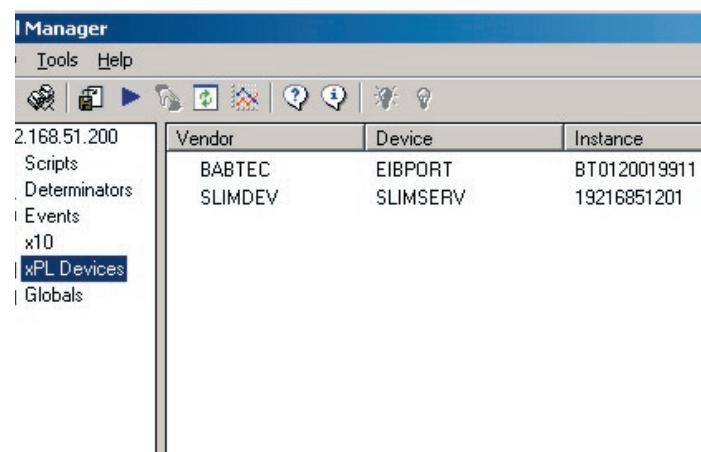 l Manager
Tools Help
2.168.51.200
Scripts
Determinators
Events
x10
xPL Devices
Globals
Vendor Device Instance
BABTEC EIBPORT BT0120019911
SLIMDEV SLIMSERV 19216851201